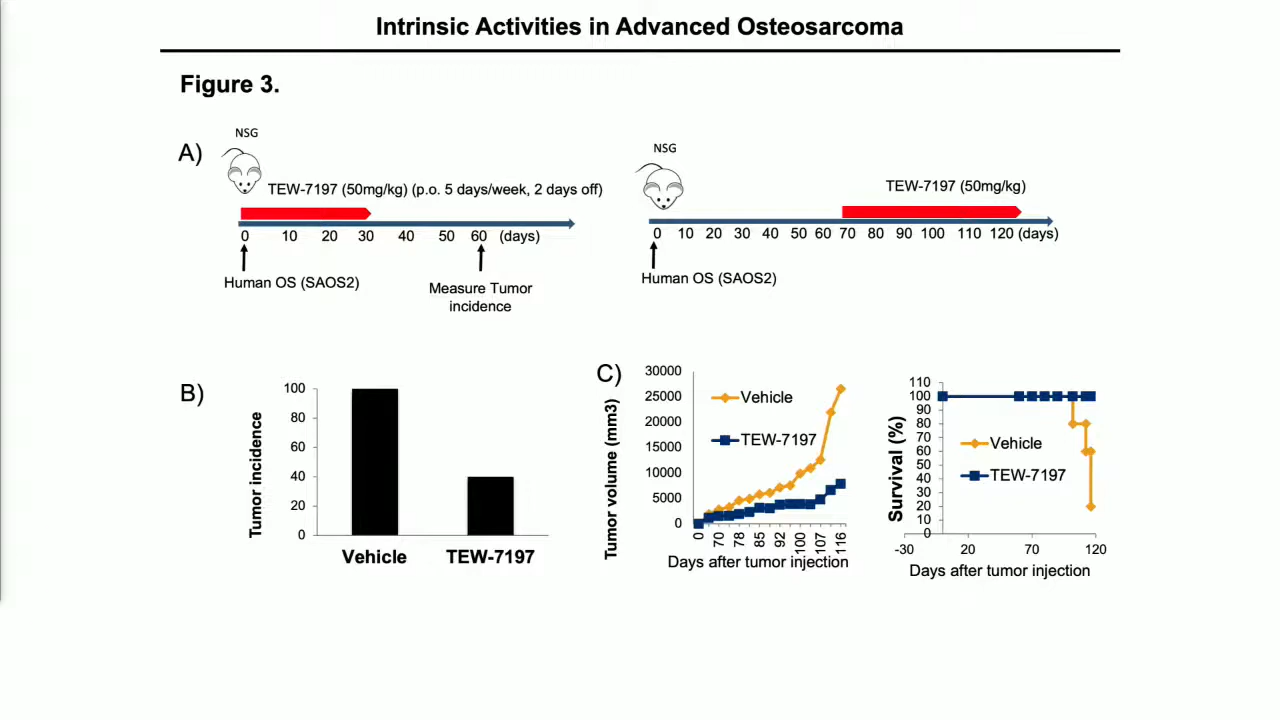 Intrinsic Activities in Advanced Osteosarcoma
Figure 3.
A)
NSG
TEW-7197 (50mg/kg) (p.o. 5 days/week, 2 days off)
0 10 20 30 40 50 60 (days)
Human OS (SAOS2)
Measure Tumor
incidence
NSG
TEW-7197 (50mg/kg)
0 10 20 30 40 50 60 70 80 90 100 110 120 (days)
Human OS (SAOS2)
B)
Tumor incidence
100
80
60
40
20
0
Vehicle TEW-7197
C)
Tumor volume (mm3)
30000
25000
20000
15000
10000
5000
0
Vehicle
TEW-7197
0 70 78 85 92 100 107 116
Days after tumor injection
Survival (%)
110
100
90
80
70
60
50
40
30
20
10
0
Vehicle
TEW-7197
-30 20 70 120
Days after tumor injection